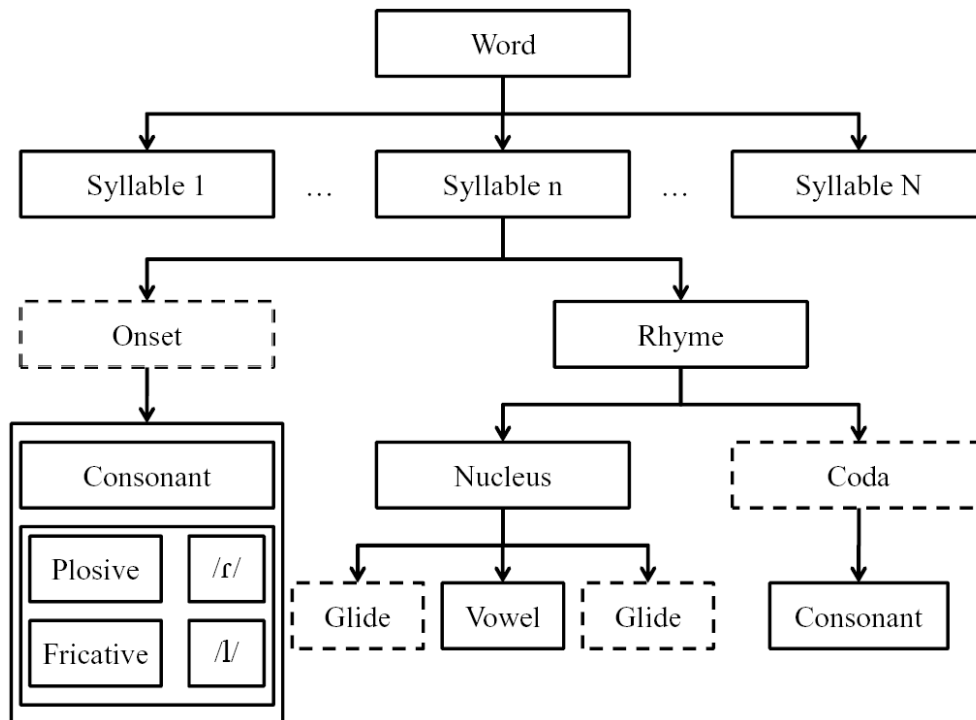 Word
Syllable 1 … Syllable n … Syllable N
Onset Rhyme
Consonant Nucleus Coda
Plosive /ɾ/
Glide Vowel Glide Consonant
Fricative /l/